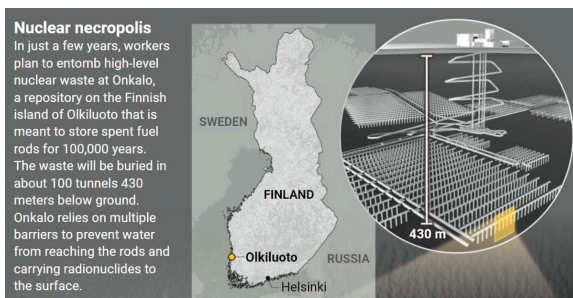 Nuclear necropolis
In just a few years, workers
plan to entomb high-level
nuclear waste at Onkalo,
a repository on the Finnish
island of Olkiluoto that is
meant to store spent fuel
rods for 100,000 years.
The waste will be buried in
about 100 tunnels 430
meters below ground.
Onkalo relies on multiple
barriers to prevent water
from reaching the rods and
carrying radionuclides to
the surface.
SWEDEN
FINLAND
Olkiluoto
RUSSIA
Helsinki
430 m